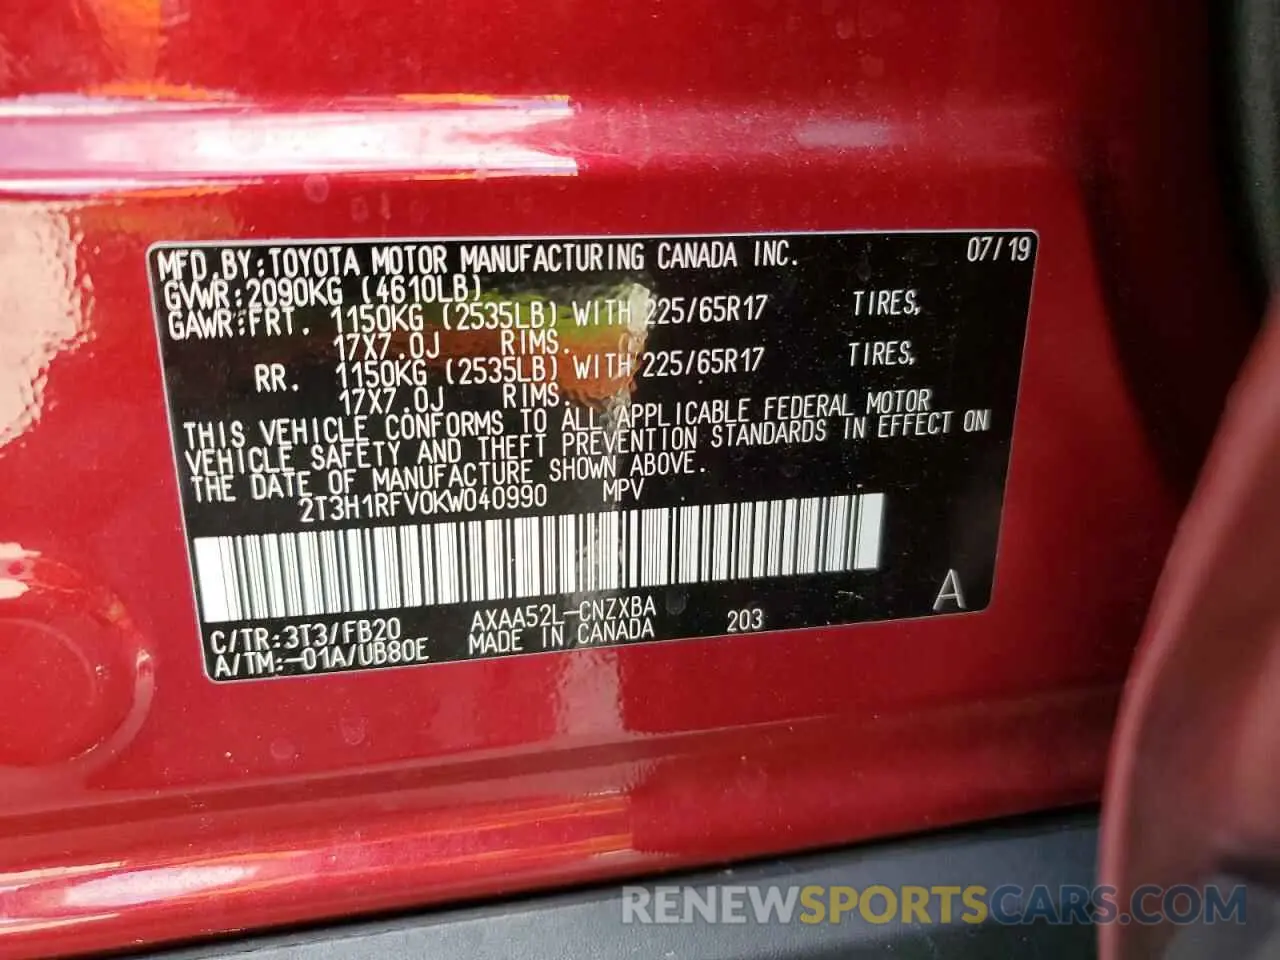 MFD.BY:TOYOTA MOTOR MANUFACTURING CANADA INC. 07/19
GVWR:2090KG (4610LB)
GAWR:FRT. 1150KG (2535LB) WITH 225/65R17 TIRES,
17X7.0J RIMS.
RR. 1150KG (2535LB) WITH 225/65R17 TIRES,
17X7.0J RIMS.
THIS VEHICLE CONFORMS TO ALL APPLICABLE FEDERAL MOTOR
VEHICLE SAFETY AND THEFT PREVENTION STANDARDS IN EFFECT ON
THE DATE OF MANUFACTURE SHOWN ABOVE.
2T3H1RFV0KW040990 MPV
C/TR:3T3/FB20 AXAA52L-CNZXBA 203 A
A/TM:-01A/UB80E MADE IN CANADA
RENEWSPORTSCARS.COM